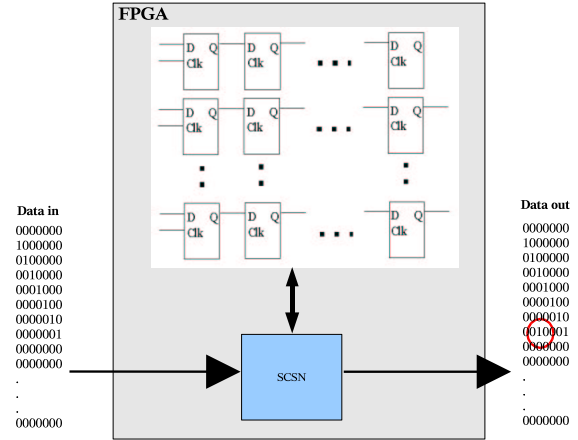 FPGA
D Q D Q D Q
Clk Clk Clk
D Q D Q D Q
Clk Clk Clk
D Q D Q D Q
Clk Clk Clk
Data in
0000000
1000000
0100000
0010000
0001000
0000100
0000010
0000001
0000000
0000000
.
.
.
0000000
SCSN
Data out
0000000
1000000
0100000
0010000
0001000
0000100
0000010
0010001
0000000
0000000
.
.
.
0000000